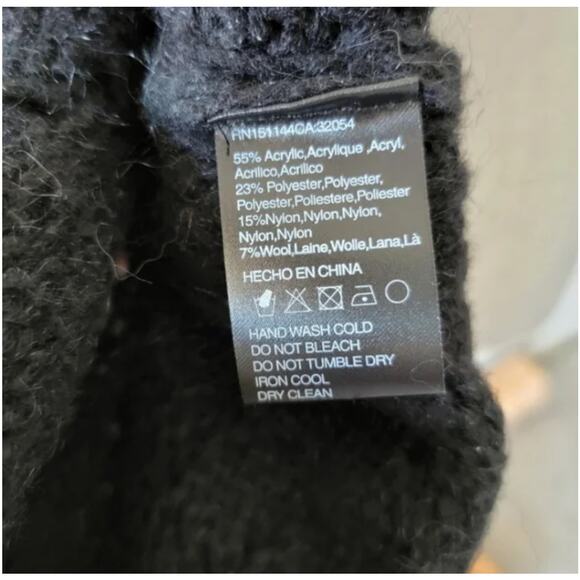 RN151144CA:32054
55% Acrylic,Acrylique ,Acryl,
Acrilico,Acrilico
23% Polyester,Polyester,
Polyester,Poliestere,Poliester
15%Nylon,Nylon,Nylon,
Nylon,Nylon
7%Wool,Laine,Wolle,Lana,Là
HECHO EN CHINA
HAND WASH COLD
DO NOT BLEACH
DO NOT TUMBLE DRY
IRON COOL
DRY CLEAN